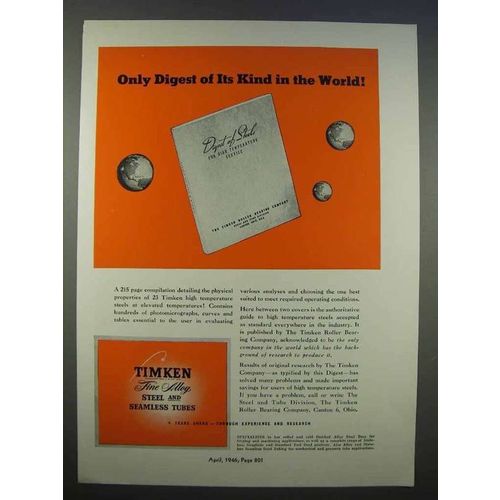 Only Digest of Its Kind in the World!
Digest of Steels
FOR HIGH TEMPERATURE
SERVICE
THE TIMKEN ROLLER BEARING COMPANY
A 215 page compilation detailing the physical
properties of 23 Timken high temperature
steels at elevated temperatures! Contains
hundreds of photomicrographs, curves and
tables essential to the user in evaluating
various analyses and choosing the one best
suited to meet required operating conditions.
Here between two covers is the authoritative
guide to high temperature steels accepted
as standard everywhere in the industry. It
is published by The Timken Roller Bear-
ing Company, acknowledged to be the only
company in the world which has the back-
ground of research to produce it.
Results of original research by The Timken
Company—as typified by this Digest—has
solved many problems and made important
savings for users of high temperature steels.
If you have a problem, call or write The
Steel and Tube Division, The Timken
Roller Bearing Company, Canton 6, Ohio.
TIMKEN
Fine Alloy
STEEL AND
SEAMLESS TUBES
YEARS AHEAD—THROUGH EXPERIENCE AND RESEARCH
April, 1946, Page 801